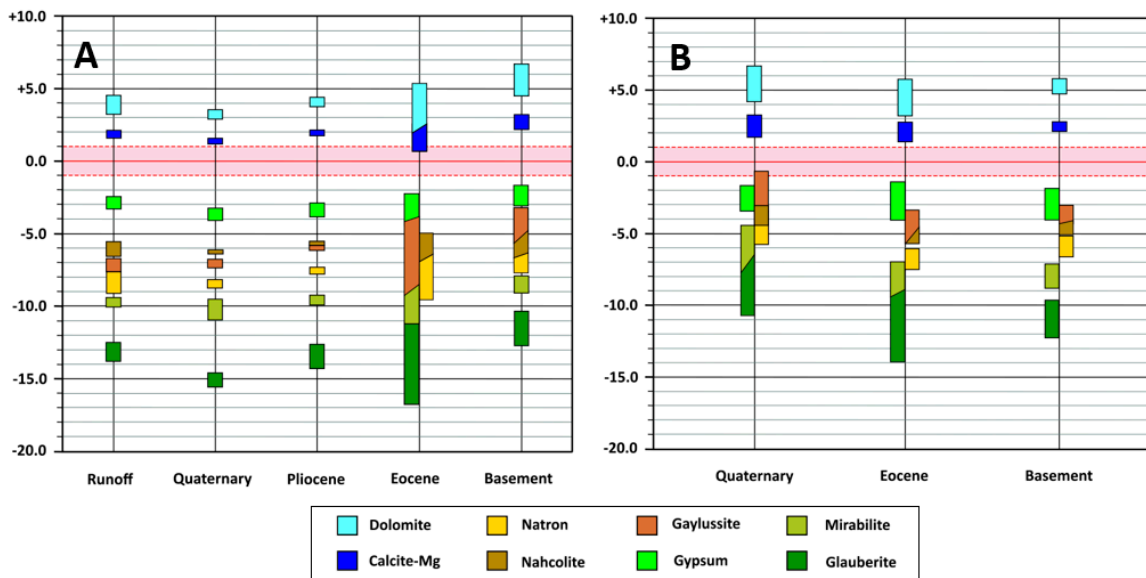 A
+10.0
+5.0
0.0
-5.0
-10.0
-15.0
-20.0
Runoff Quaternary Pliocene Eocene Basement
B
+10.0
+5.0
0.0
-5.0
-10.0
-15.0
-20.0
Quaternary Eocene Basement
Dolomite Natron Gaylussite Mirabilite
Calcite-Mg Nahcolite Gypsum Glauberite